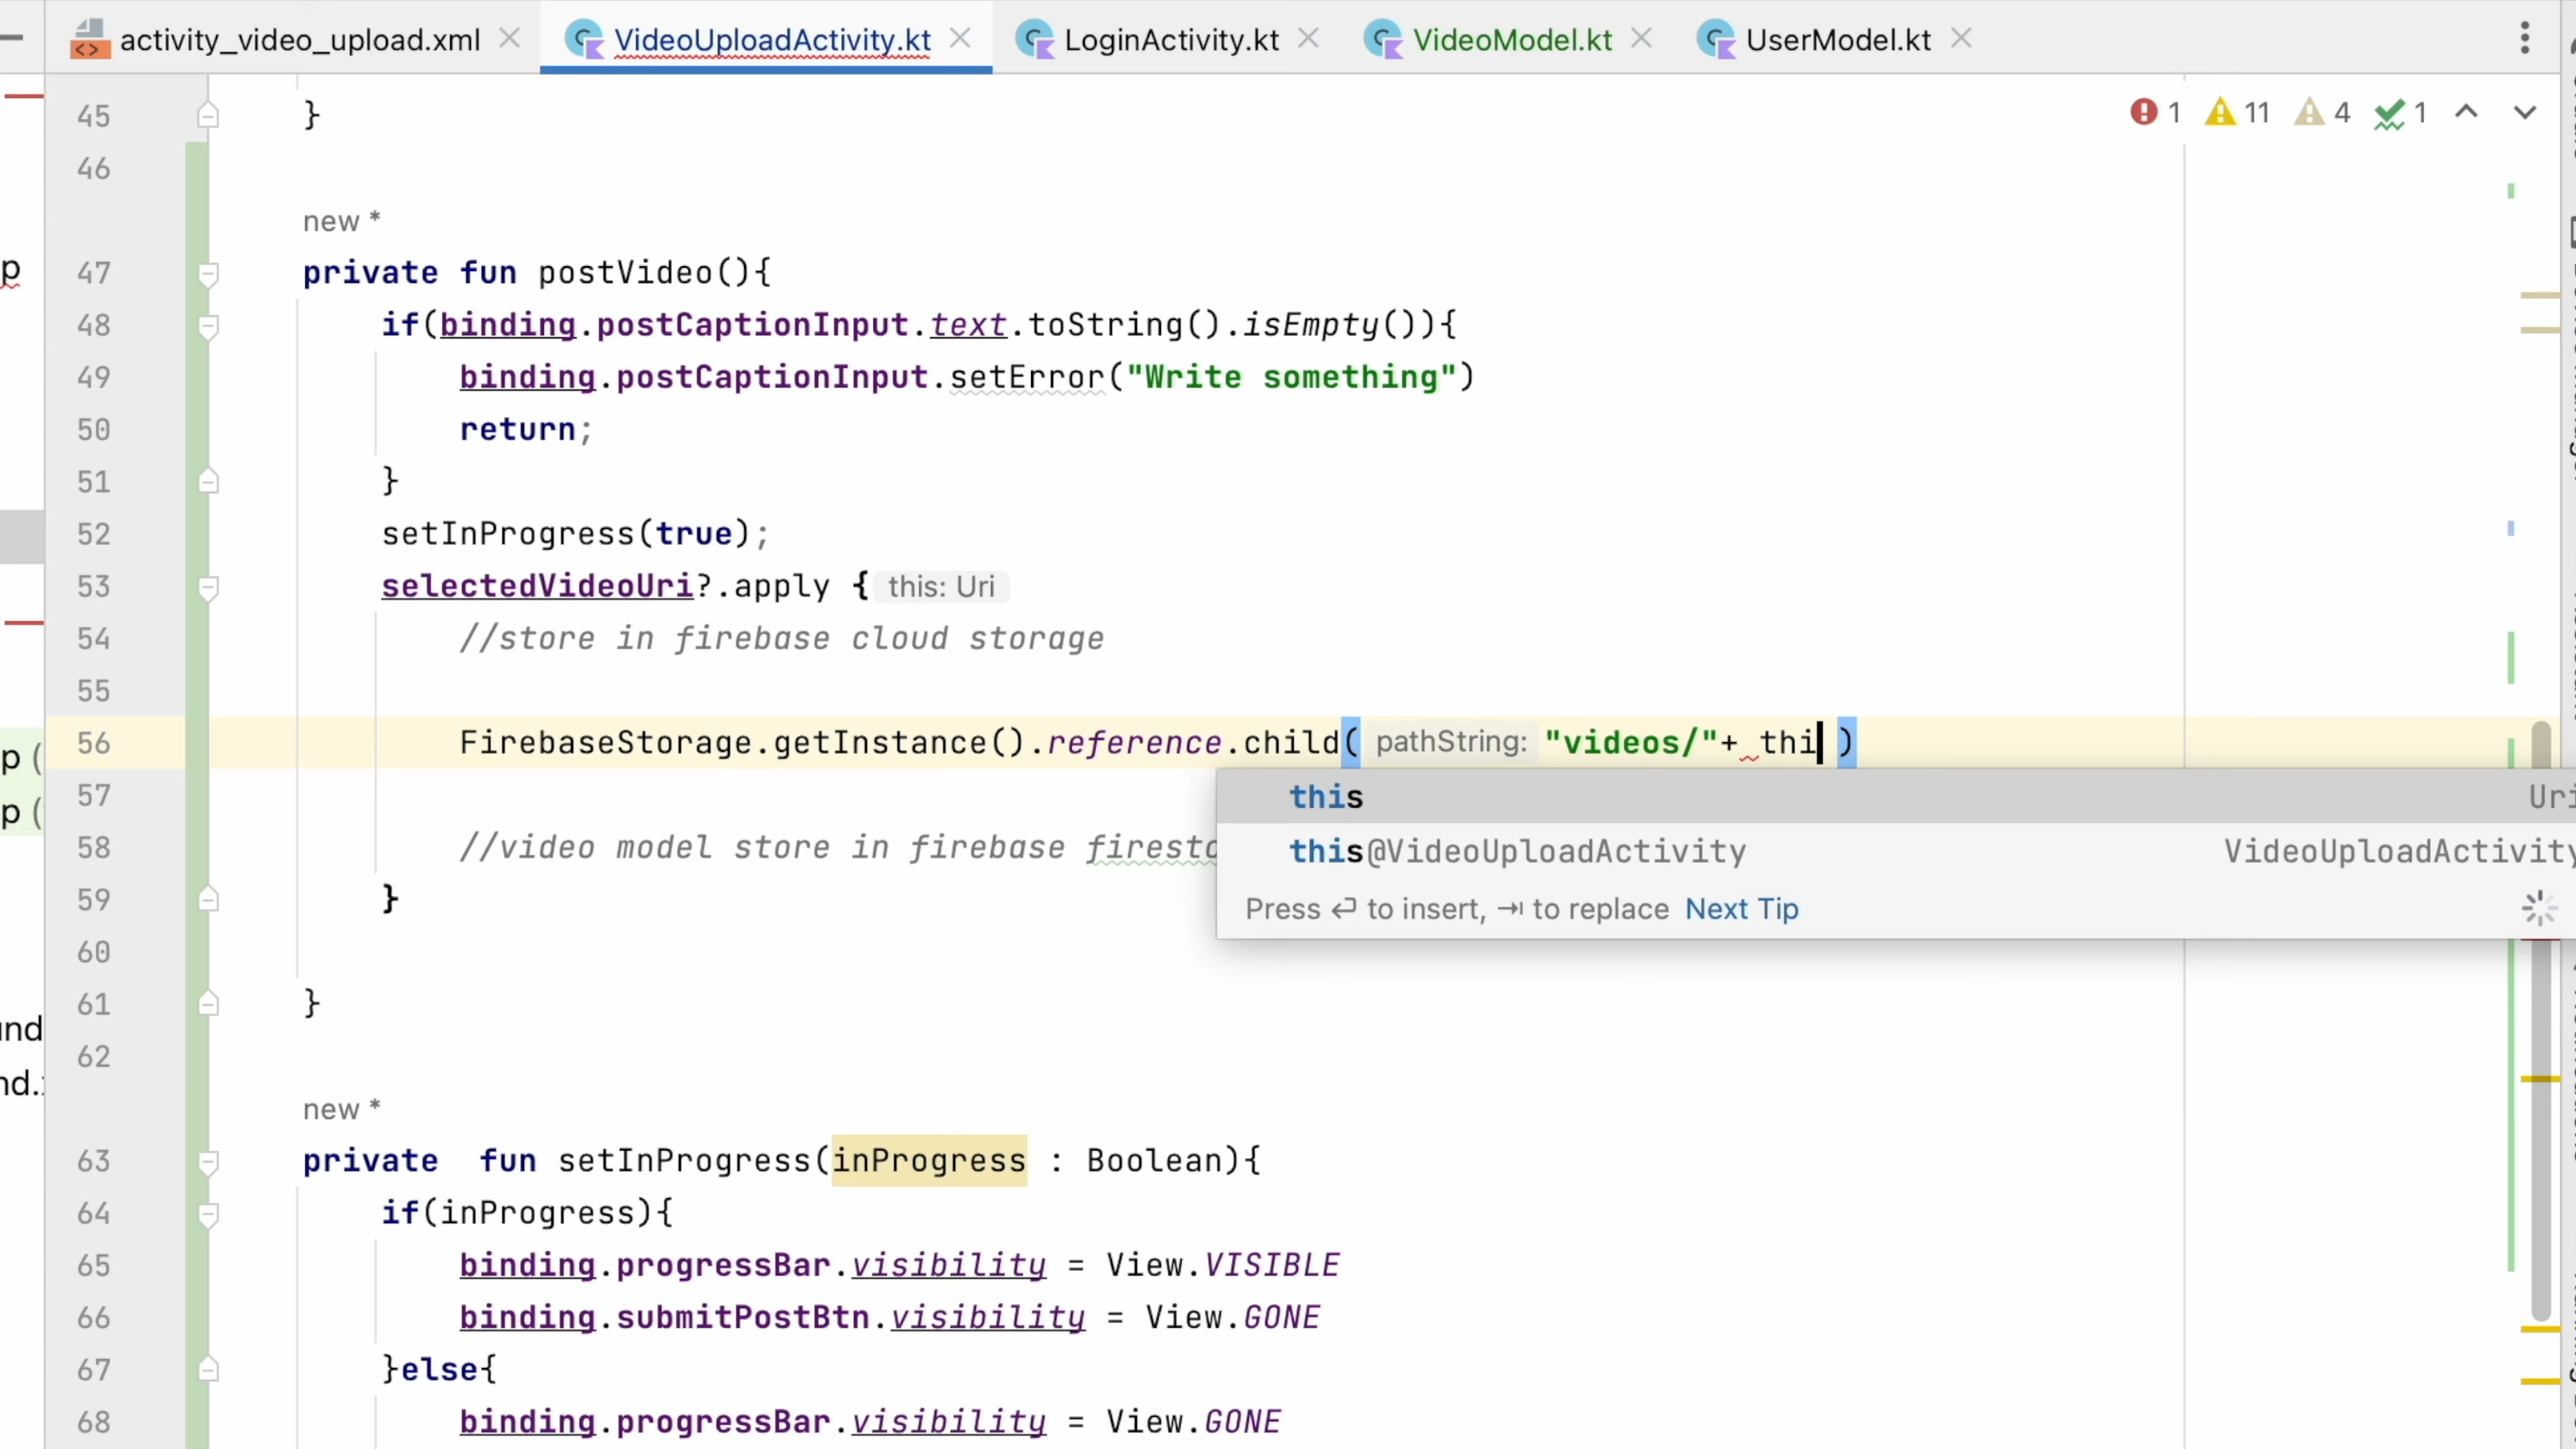 activity_video_upload.xml VideoUploadActivity.kt LoginActivity.kt VideoModel.kt UserModel.kt
45 } 1 11 4 1
46
new *
p 47 private fun postVideo(){
48 if(binding.postCaptionInput.text.toString().isEmpty()){
49 binding.postCaptionInput.setError("Write something")
50 return;
51 }
52 setInProgress(true);
53 selectedVideoUri?.apply { this: Uri
54 //store in firebase cloud storage
55
p ( 56 FirebaseStorage.getInstance().reference.child( pathString: "videos/"+ thi )
p ( 57 this Uri
58 //video model store in firebase firesto this@VideoUploadActivity VideoUploadActivity
59 } Press ⏎ to insert, ⇥ to replace Next Tip
60
61 }
und 62
nd.
new *
63 private fun setInProgress(inProgress : Boolean){
64 if(inProgress){
65 binding.progressBar.visibility = View.VISIBLE
66 binding.submitPostBtn.visibility = View.GONE
67 }else{
68 binding.progressBar.visibility = View.GONE